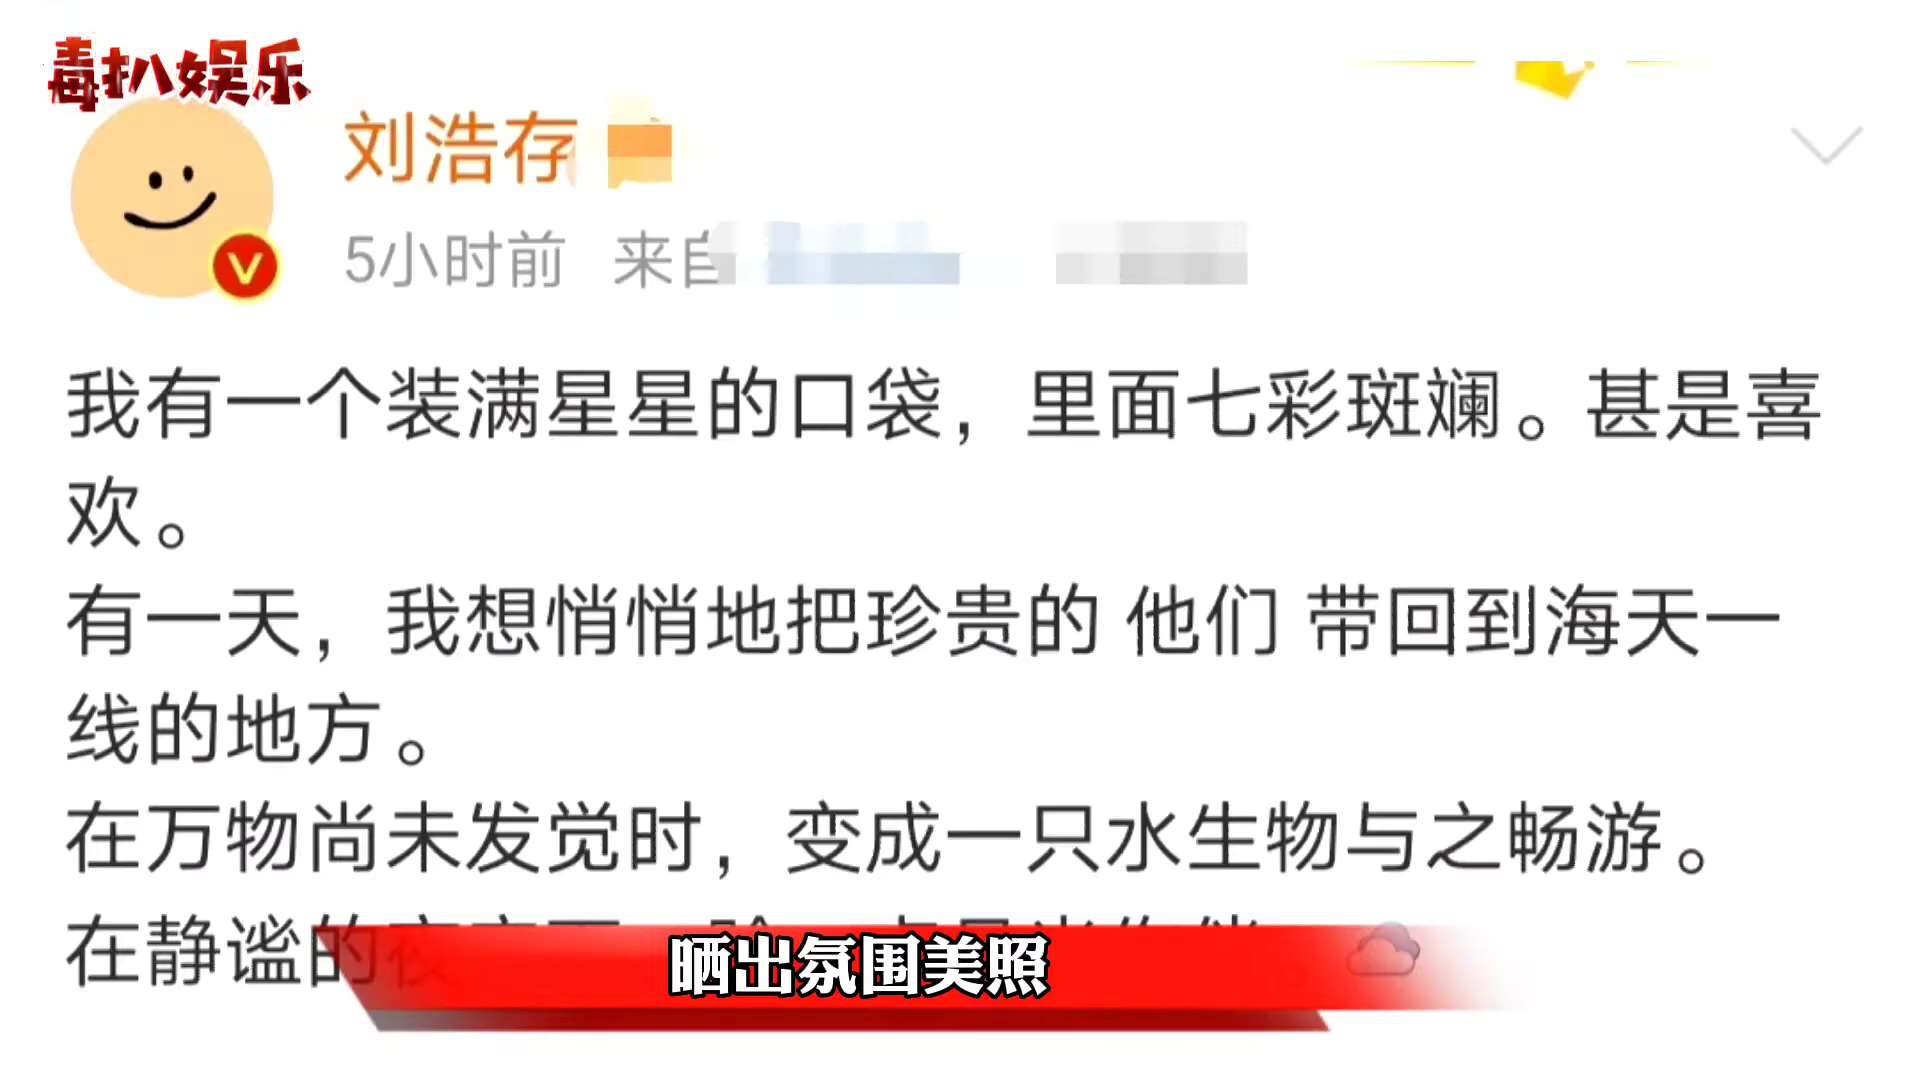 毒扒娱乐
刘浩存
5小时前 来自
我有一个装满星星的口袋，里面七彩斑斓。甚是喜
欢。
有一天，我想悄悄地把珍贵的 他们 带回到海天一
线的地方。
在万物尚未发觉时，变成一只水生物与之畅游。
在静谧的
晒出氛围美照